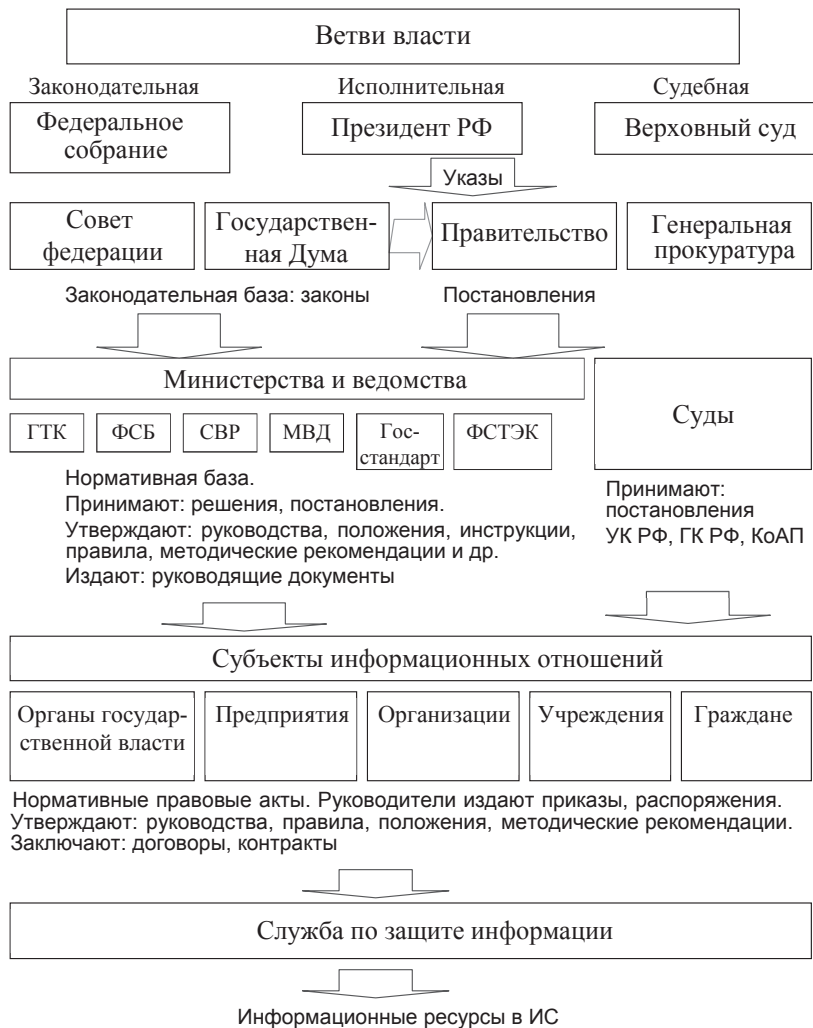 Ветви власти
Законодательная
Исполнительная
Судебная
Федеральное
собрание
Президент РФ
Верховный суд
Указы
Совет
федерации
Государствен-
ная Дума
Правительство
Генеральная
прокуратура
Законодательная база: законы
Постановления
Министерства и ведомства
Суды
ГТК
ФСБ
СВР
МВД
Гос-
стандарт
ФСТЭК
Нормативная база.
Принимают: решения, постановления.
Утверждают: руководства, положения, инструкции,
правила, методические рекомендации и др.
Издают: руководящие документы
Принимают:
постановления
УК РФ, ГК РФ, КоАП
Субъекты информационных отношений
Органы государ-
ственной власти
Предприятия
Организации
Учреждения
Граждане
Нормативные правовые акты. Руководители издают приказы, распоряжения.
Утверждают: руководства, правила, положения, методические рекомендации.
Заключают: договоры, контракты
Служба по защите информации
Информационные ресурсы в ИС